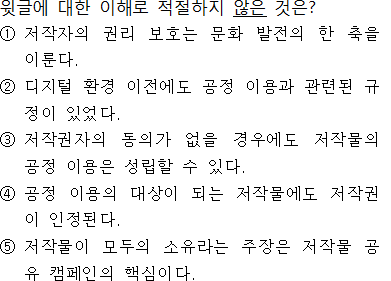 윗글에 대한 이해로 적절하지 않은 것은?
① 저작자의 권리 보호는 문화 발전의 한 축을
이룬다.
② 디지털 환경 이전에도 공정 이용과 관련된 규
정이 있었다.
③ 저작권자의 동의가 없을 경우에도 저작물의
공정 이용은 성립할 수 있다.
④ 공정 이용의 대상이 되는 저작물에도 저작권
이 인정된다.
⑤ 저작물이 모두의 소유라는 주장은 저작물 공
유 캠페인의 핵심이다.